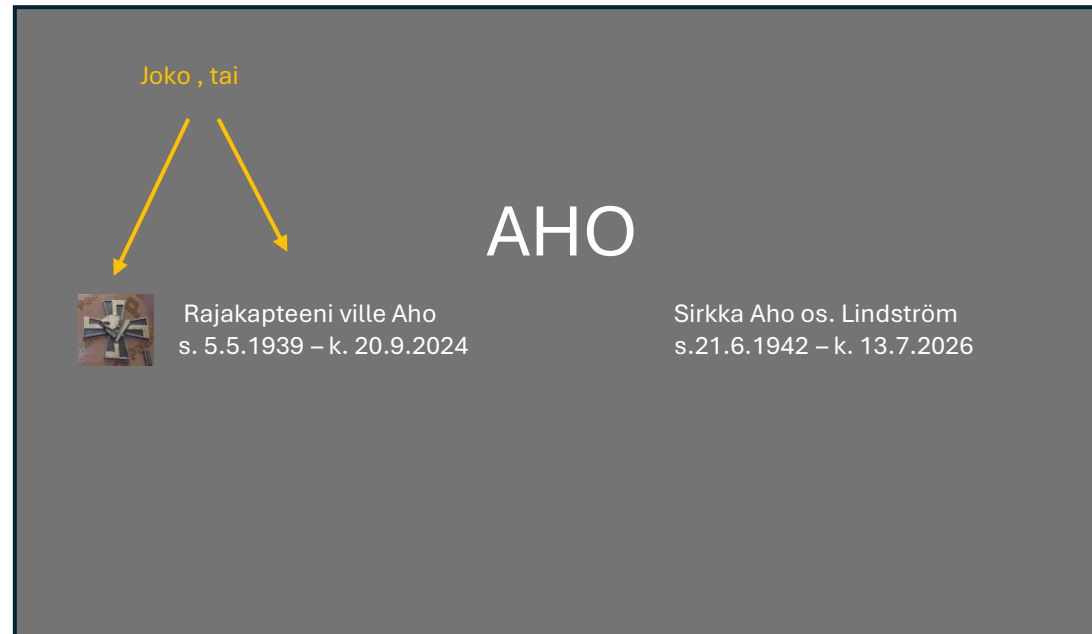 Joko , tai
AHO
Rajakapteeni ville Aho
s. 5.5.1939 – k. 20.9.2024
Sirkka Aho os. Lindström
s.21.6.1942 – k. 13.7.2026